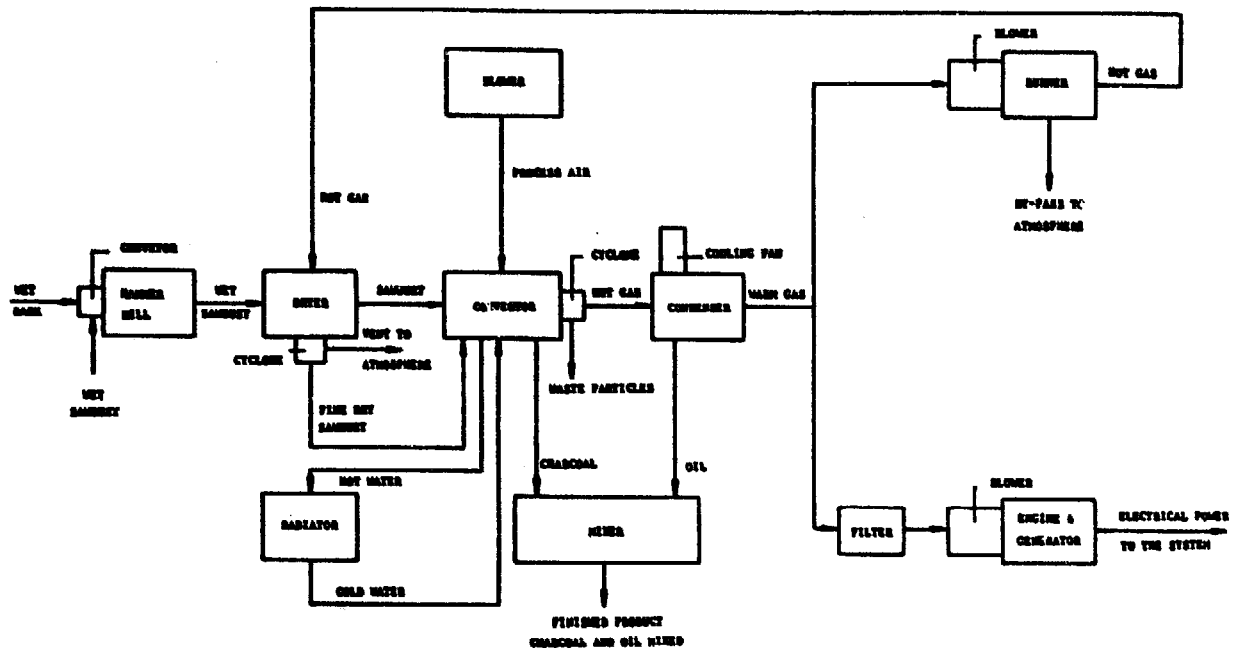 BLOWER
BLOWER
BURNER
HOT GAS
PROCESS AIR
HOT GAS
BY-PASS TO
ATMOSPHERE
CONVEYOR
CYCLONE
COOLING FAN
WET
BARK
HAMMER
MILL
WET
SAWDUST
DRYER
SAWDUST
CONVERTOR
HOT GAS
CONDENSER
WARM GAS
CYCLONE
VENT TO
ATMOSPHERE
WASTE PARTICLES
WET
SAWDUST
FINE DRY
SAWDUST
CHARCOAL
OIL
HOT WATER
BLOWER
RADIATOR
MIXER
FILTER
ENGINE &
GENERATOR
ELECTRICAL POWER
TO THE SYSTEM
COLD WATER
FINISHED PRODUCT
CHARCOAL AND OIL MIXED